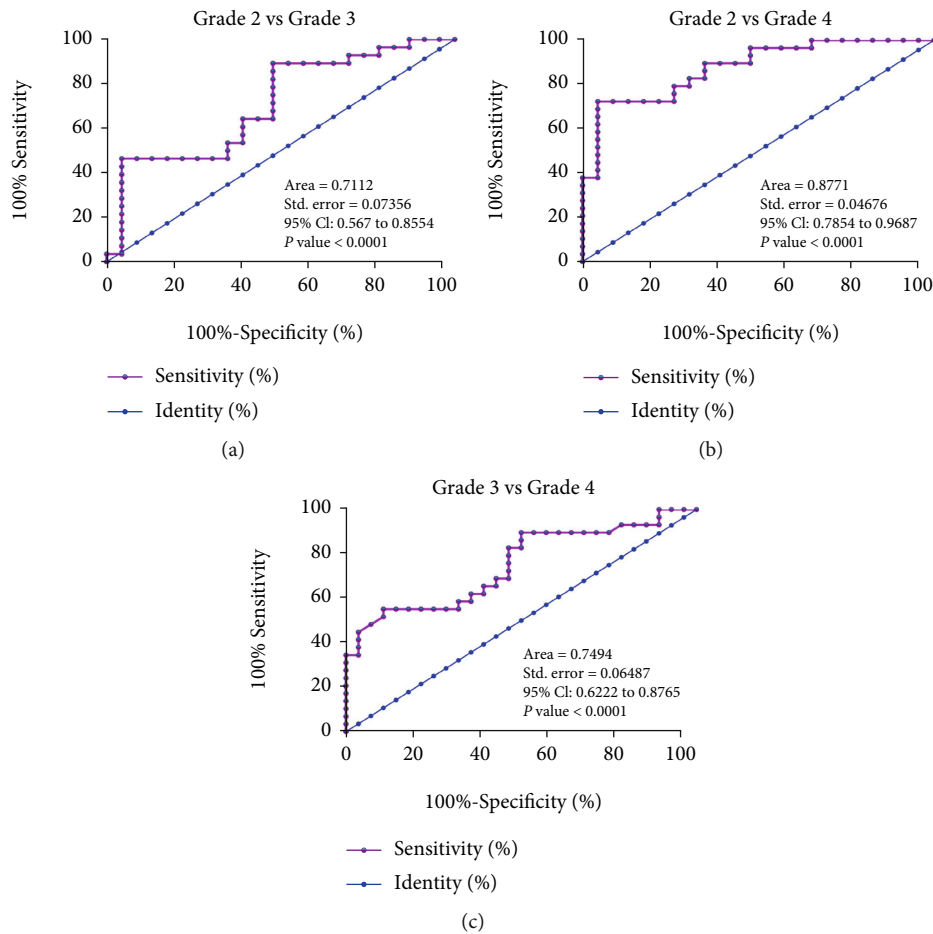 Grade 2 vs Grade 3
100% Sensitivity
100
80
60
40
20
0
Area = 0.7112
Std. error = 0.07356
95% Cl: 0.567 to 0.8554
P value < 0.0001
0 20 40 60 80 100
100%-Specificity (%)
Sensitivity (%)
Identity (%)
(a)
Grade 2 vs Grade 4
100% Sensitivity
100
80
60
40
20
0
Area = 0.8771
Std. error = 0.04676
95% Cl: 0.7854 to 0.9687
P value < 0.0001
0 20 40 60 80 100
100%-Specificity (%)
Sensitivity (%)
Identity (%)
(b)
Grade 3 vs Grade 4
100% Sensitivity
100
80
60
40
20
0
Area = 0.7494
Std. error = 0.06487
95% Cl: 0.6222 to 0.8765
P value < 0.0001
0 20 40 60 80 100
100%-Specificity (%)
Sensitivity (%)
Identity (%)
(c)